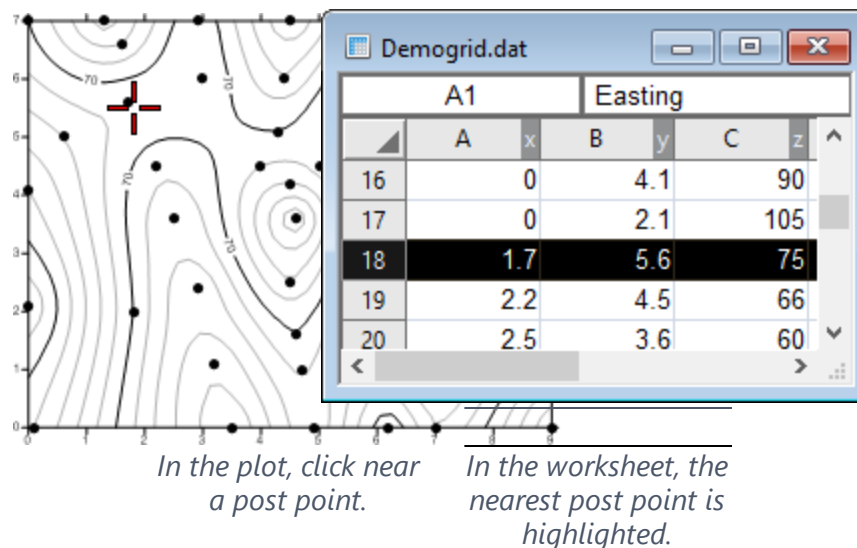 7
6
5
4
3
2
1
0
0 1 2 3 4 5 6 7 8 9
70
70
70
70
Demogrid.dat
A1 Easting
A x B y C z
16 0 4.1 90
17 0 2.1 105
18 1.7 5.6 75
19 2.2 4.5 66
20 2.5 3.6 60
In the plot, click near
a post point.
In the worksheet, the
nearest post point is
highlighted.